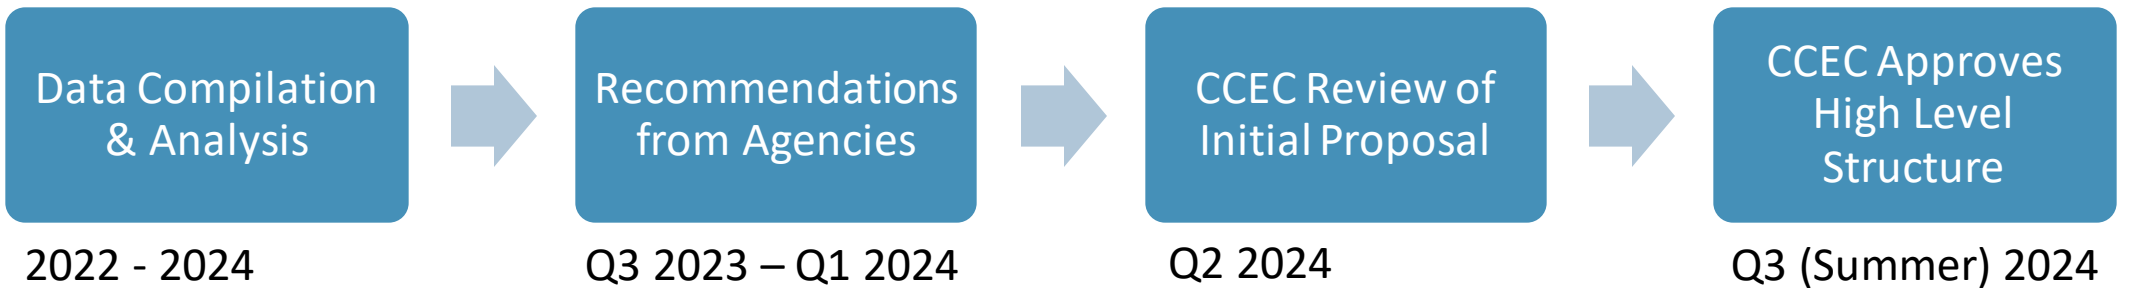 Data Compilation
& Analysis
2022 - 2024
Recommendations
from Agencies
Q3 2023 – Q1 2024
CCEC Review of
Initial Proposal
Q2 2024
CCEC Approves
High Level
Structure
Q3 (Summer) 2024